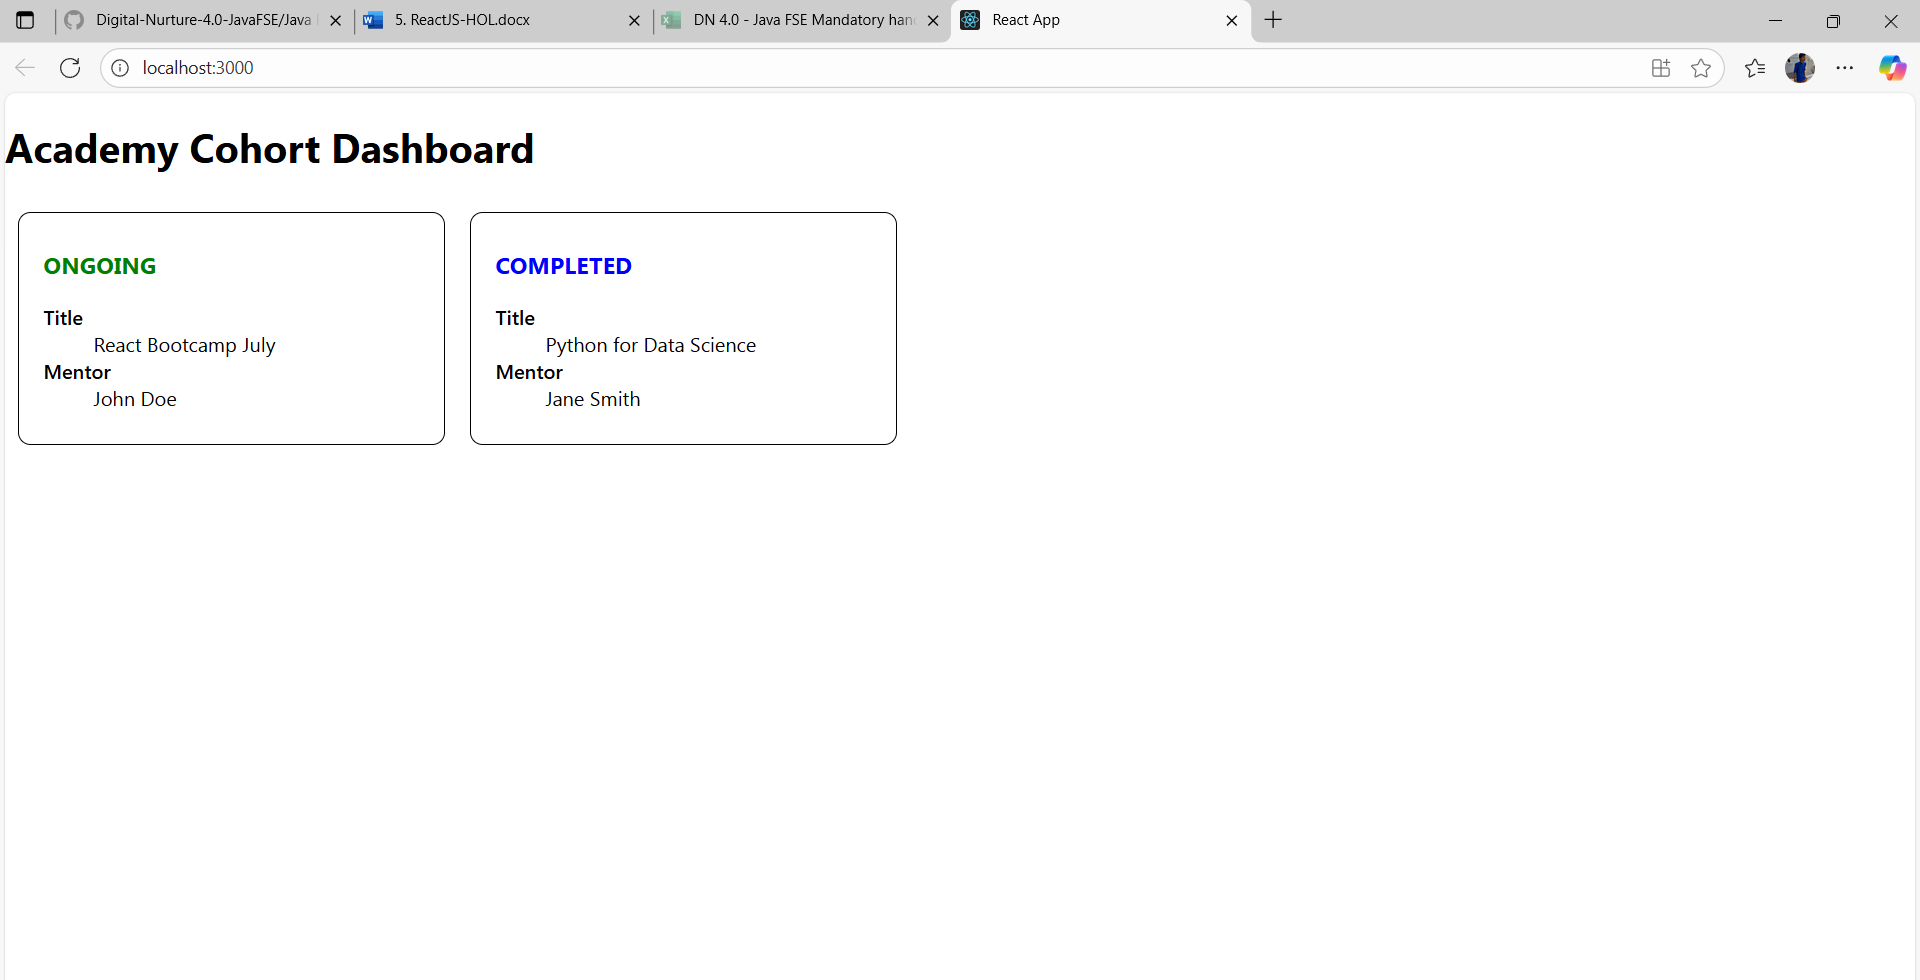 Digital-Nurture-4.0-JavaFSE/Java
5. ReactJS-HOL.docx
DN 4.0 - Java FSE Mandatory han
React App
localhost:3000
Academy Cohort Dashboard
ONGOING
Title
React Bootcamp July
Mentor
John Doe
COMPLETED
Title
Python for Data Science
Mentor
Jane Smith